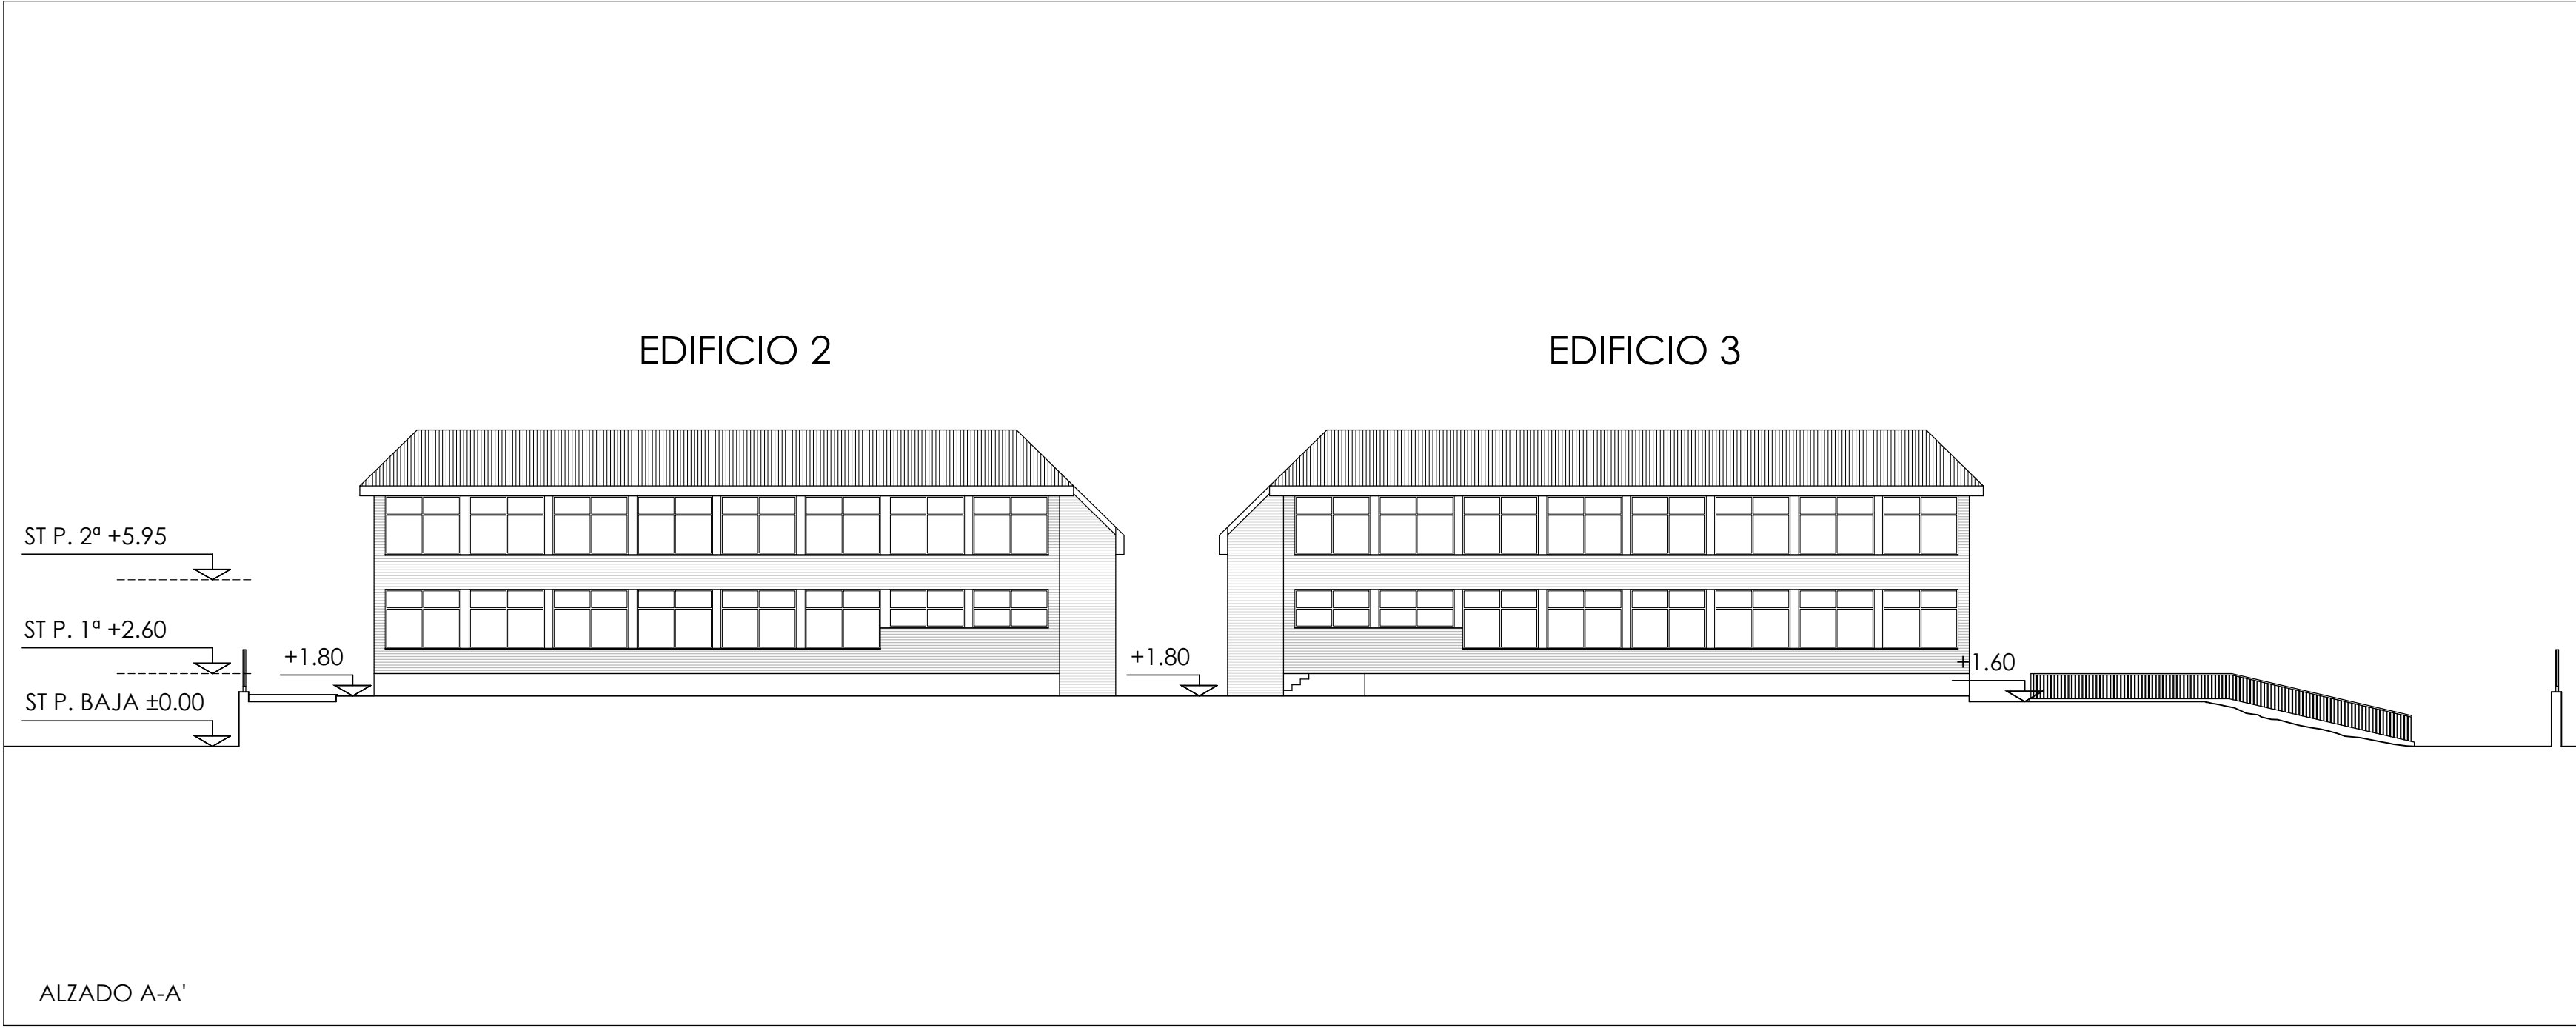 EDIFICIO 2
EDIFICIO 3
ST P. 2ª +5.95
ST P. 1ª +2.60
+1.80
+1.80
+1.60
ST P. BAJA ±0.00
ALZADO A-A'